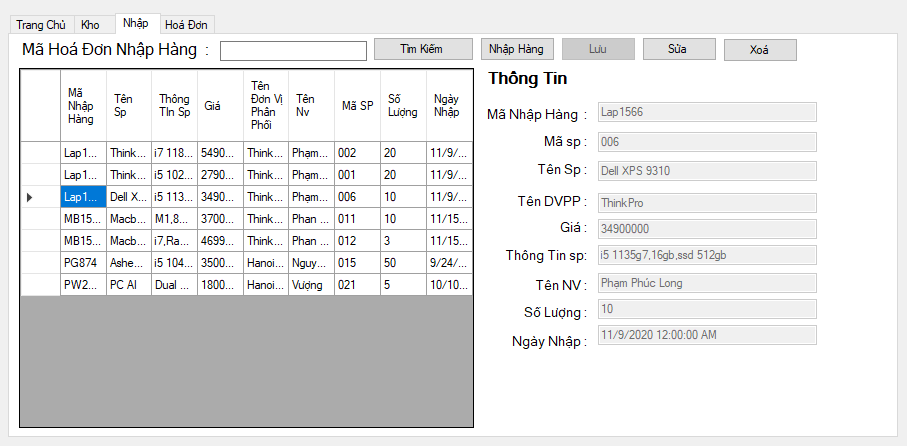 Trang Chủ Kho Nhập Hoá Đơn
Mã Hoá Đơn Nhập Hàng : Tìm Kiếm Nhập Hàng Lưu Sửa Xoá
Mã Nhập Hàng Tên Sp Thông TIn Sp Giá Tên Đơn Vị Phân Phối Tên Nv Mã SP Số Lượng Ngày Nhập
Lap1... Think... i7 118... 5490... Think... Phạm... 002 20 11/9/...
Lap1... Think... i5 102... 2790... Think... Phạm... 001 20 11/9/...
Lap1... Dell X... i5 113... 3490... Think... Phạm... 006 10 11/9/...
MB15... Macb... M1,8... 3700... Think... Phan ... 011 10 11/15...
MB15... Macb... i7,Ra... 4699... Think... Phan ... 012 3 11/15...
PG874 Ashe... i5 104... 3500... Hanoi... Nguy... 015 50 9/24/...
PW2... PC AI Dual ... 1800... Hanoi... Vượng 021 5 10/10...
Thông Tin
Mã Nhập Hàng : Lap1566
Mã sp : 006
Tên Sp : Dell XPS 9310
Tên DVPP : ThinkPro
Giá : 34900000
Thông Tin sp: i5 1135g7,16gb,ssd 512gb
Tên NV : Phạm Phúc Long
Số Lượng : 10
Ngày Nhập : 11/9/2020 12:00:00 AM